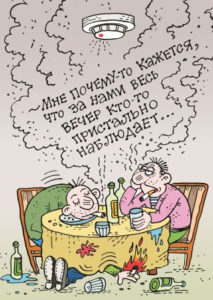 Мне почему-то кажется,
что за нами весь
вечер кто-то
пристально
наблюдает...